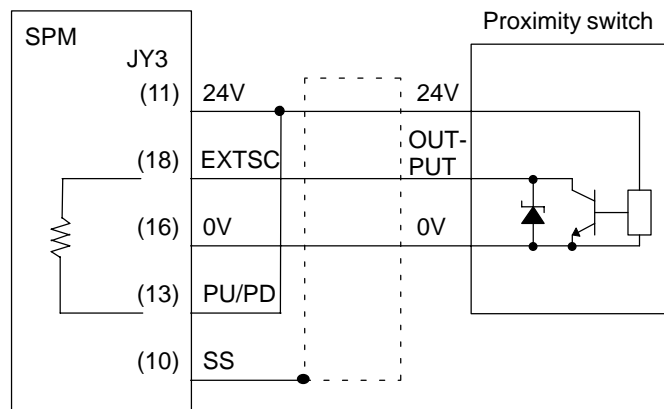 Proximity switch
SPM
JY3
(11) 24V 24V
(18) EXTSC OUT-
PUT
(16) 0V 0V
(13) PU/PD
(10) SS